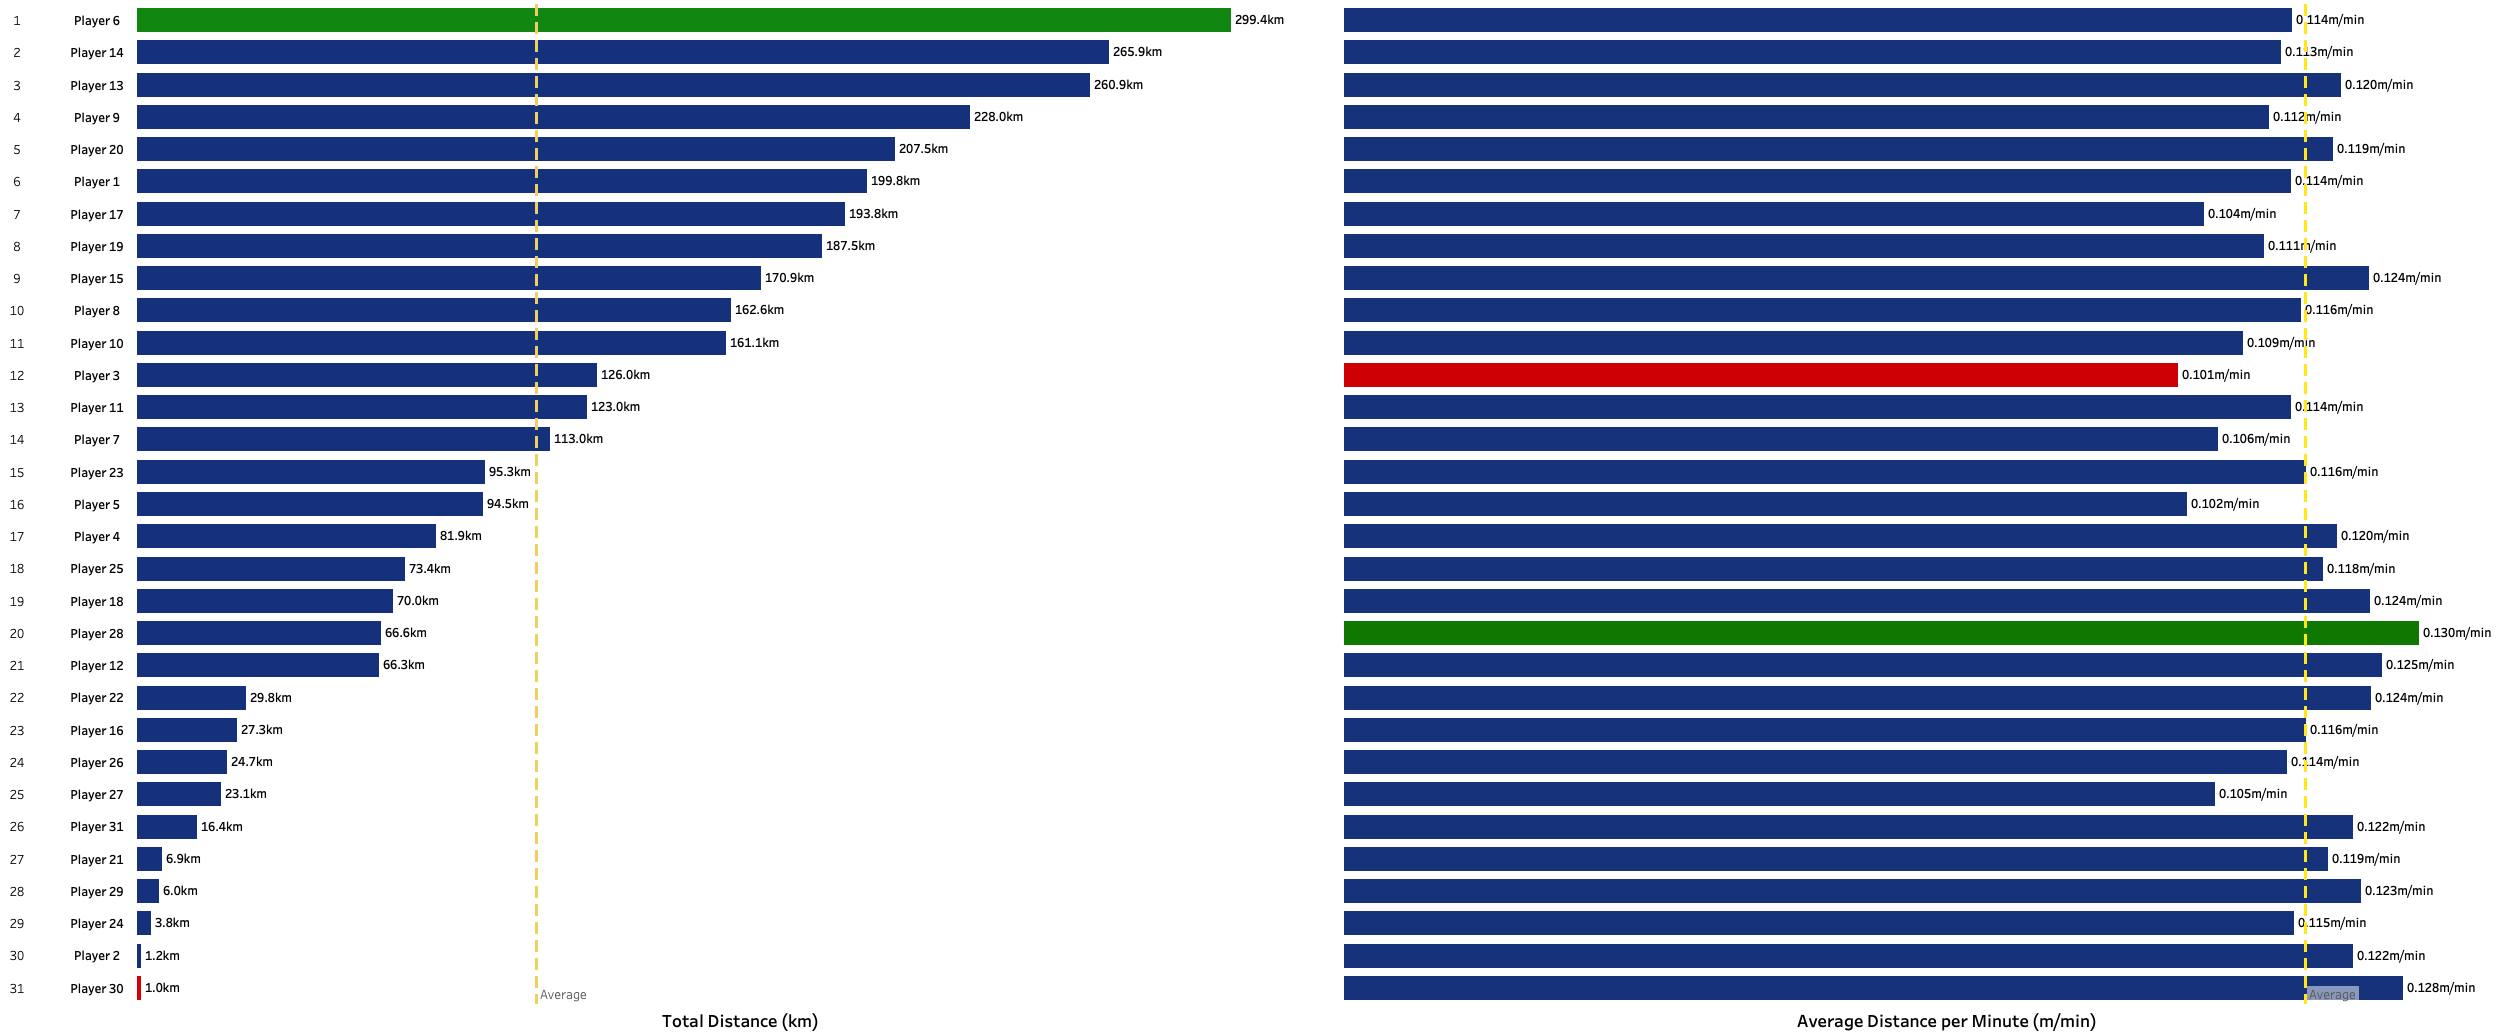 1 Player 6 299.4km 0.114m/min
2 Player 14 265.9km 0.113m/min
3 Player 13 260.9km 0.120m/min
4 Player 9 228.0km 0.112m/min
5 Player 20 207.5km 0.119m/min
6 Player 1 199.8km 0.114m/min
7 Player 17 193.8km 0.104m/min
8 Player 19 187.5km 0.111m/min
9 Player 15 170.9km 0.124m/min
10 Player 8 162.6km 0.116m/min
11 Player 10 161.1km 0.109m/min
12 Player 3 126.0km 0.101m/min
13 Player 11 123.0km 0.114m/min
14 Player 7 113.0km 0.106m/min
15 Player 23 95.3km 0.116m/min
16 Player 5 94.5km 0.102m/min
17 Player 4 81.9km 0.120m/min
18 Player 25 73.4km 0.118m/min
19 Player 18 70.0km 0.124m/min
20 Player 28 66.6km 0.130m/min
21 Player 12 66.3km 0.125m/min
22 Player 22 29.8km 0.124m/min
23 Player 16 27.3km 0.116m/min
24 Player 26 24.7km 0.114m/min
25 Player 27 23.1km 0.105m/min
26 Player 31 16.4km 0.122m/min
27 Player 21 6.9km 0.119m/min
28 Player 29 6.0km 0.123m/min
29 Player 24 3.8km 0.115m/min
30 Player 2 1.2km 0.122m/min
31 Player 30 1.0km 0.128m/min
Average Average
Total Distance (km) Average Distance per Minute (m/min)